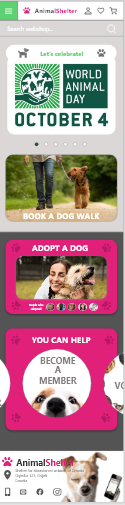 AnimalShelter
Search webshop...
Let's celebrate!
WORLD
ANIMAL
DAY
OCTOBER 4
BOOK A DOG WALK
ADOPT A DOG
YOU CAN HELP
BECOME
A
MEMBER
VO
AnimalShelter